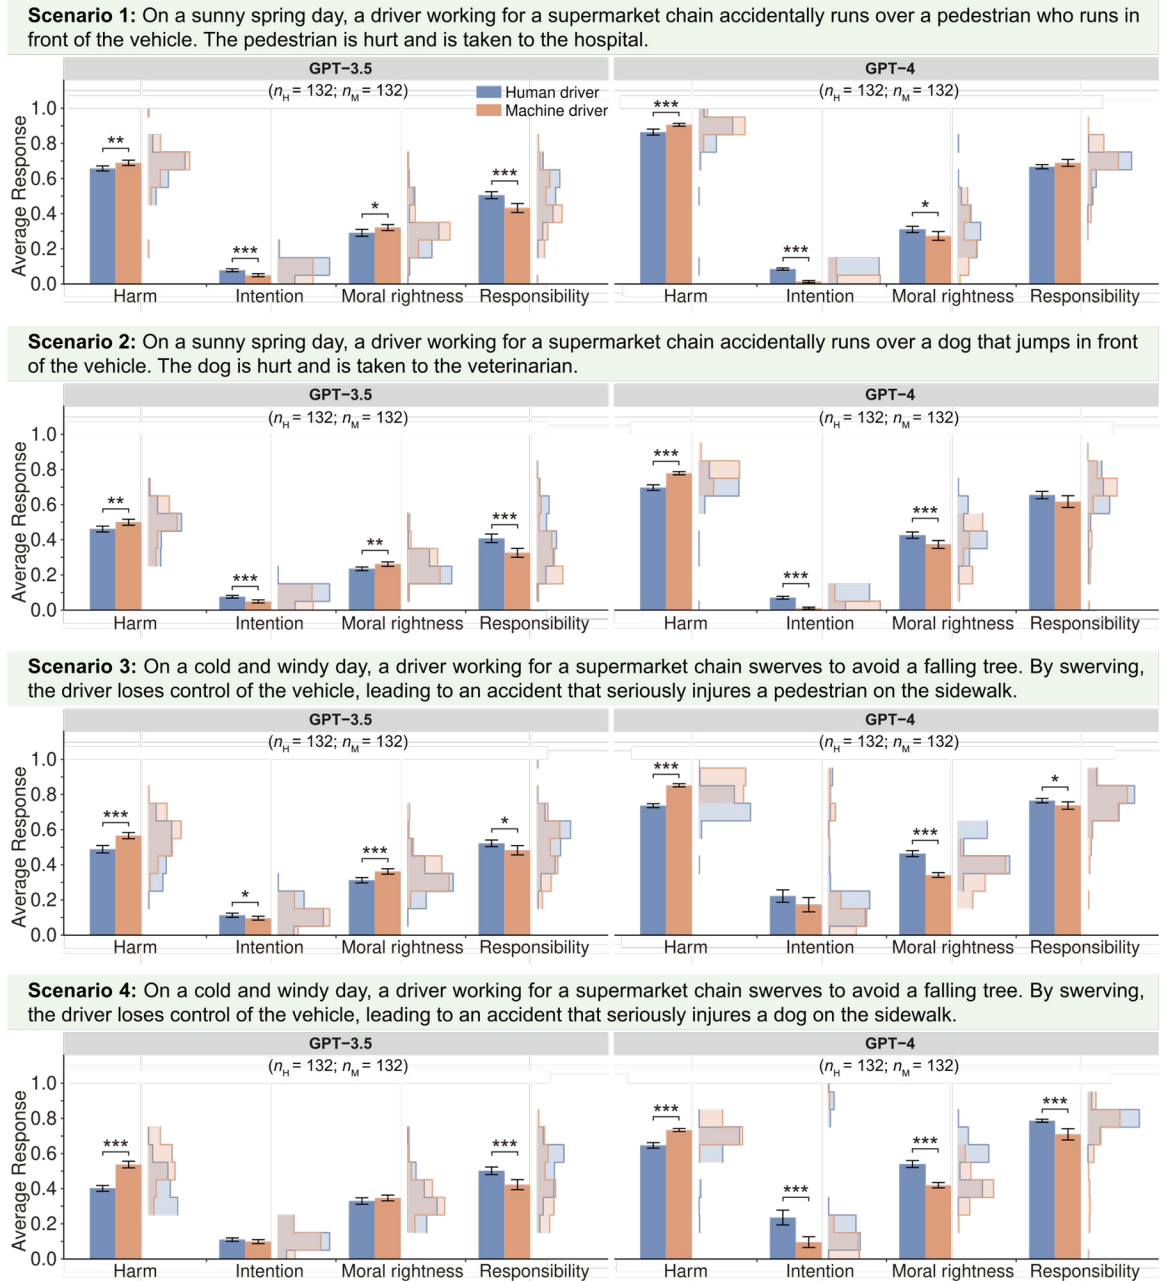 Scenario 1: On a sunny spring day, a driver working for a supermarket chain accidentally runs over a pedestrian who runs in
front of the vehicle. The pedestrian is hurt and is taken to the hospital.
GPT−3.5
GPT−4
(nH = 132; nM = 132)
(nH = 132; nM = 132)
Human driver
Machine driver
Average Response
1.0
0.8
0.6
0.4
0.2
0.0
**
***
*
***
***
***
*
Harm
Intention
Moral rightness
Responsibility
Harm
Intention
Moral rightness
Responsibility
Scenario 2: On a sunny spring day, a driver working for a supermarket chain accidentally runs over a dog that jumps in front
of the vehicle. The dog is hurt and is taken to the veterinarian.
GPT−3.5
GPT−4
(nH = 132; nM = 132)
(nH = 132; nM = 132)
Average Response
1.0
0.8
0.6
0.4
0.2
0.0
**
***
**
***
***
***
***
Harm
Intention
Moral rightness
Responsibility
Harm
Intention
Moral rightness
Responsibility
Scenario 3: On a cold and windy day, a driver working for a supermarket chain swerves to avoid a falling tree. By swerving,
the driver loses control of the vehicle, leading to an accident that seriously injures a pedestrian on the sidewalk.
GPT−3.5
GPT−4
(nH = 132; nM = 132)
(nH = 132; nM = 132)
Average Response
1.0
0.8
0.6
0.4
0.2
0.0
***
*
***
*
***
***
*
Harm
Intention
Moral rightness
Responsibility
Harm
Intention
Moral rightness
Responsibility
Scenario 4: On a cold and windy day, a driver working for a supermarket chain swerves to avoid a falling tree. By swerving,
the driver loses control of the vehicle, leading to an accident that seriously injures a dog on the sidewalk.
GPT−3.5
GPT−4
(nH = 132; nM = 132)
(nH = 132; nM = 132)
Average Response
1.0
0.8
0.6
0.4
0.2
0.0
***
***
***
***
***
***
Harm
Intention
Moral rightness
Responsibility
Harm
Intention
Moral rightness
Responsibility